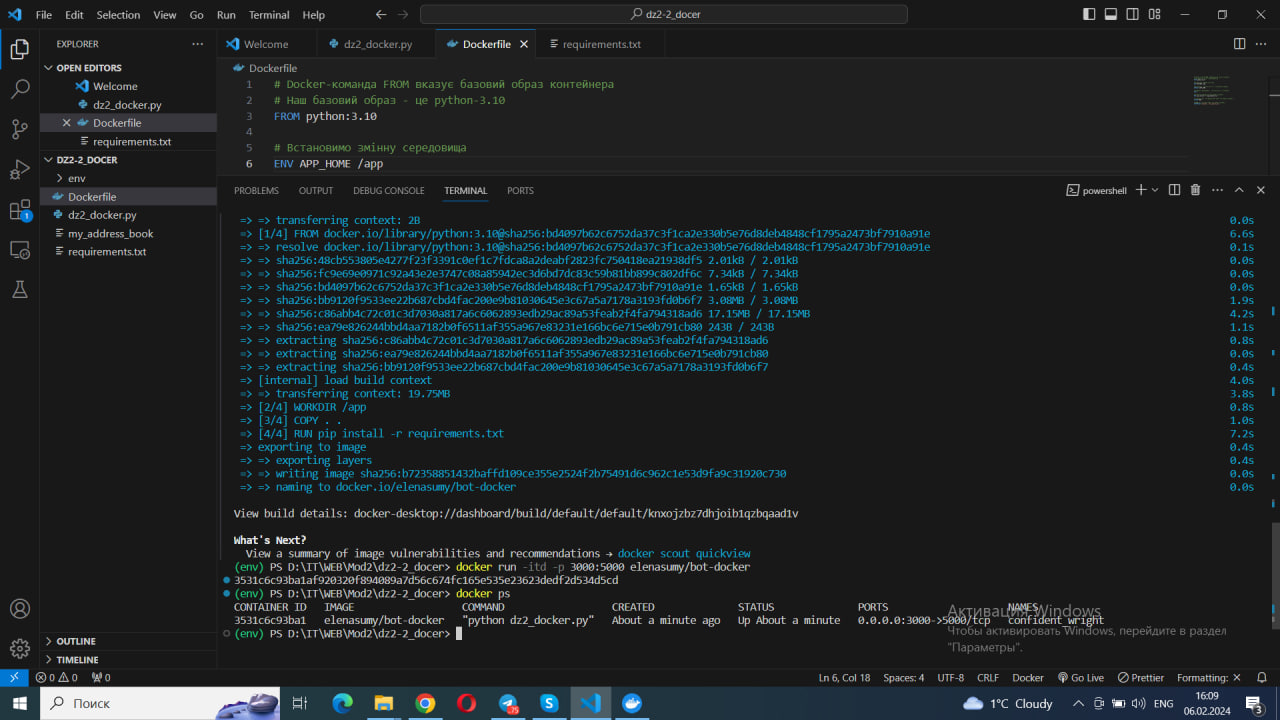 File Edit Selection View Go Run Terminal Help
dz2-2_docer
EXPLORER
OPEN EDITORS
Welcome
dz2_docker.py
Dockerfile
requirements.txt
DZ2-2_DOCER
env
Dockerfile
dz2_docker.py
my_address_book
requirements.txt
OUTLINE
TIMELINE
1
Welcome dz2_docker.py Dockerfile requirements.txt
Dockerfile
1 # Docker-команда FROM вказує базовий образ контейнера
2 # Наш базовий образ - це python-3.10
3 FROM python:3.10
4
5 # Встановимо змінну середовища
6 ENV APP_HOME /app
PROBLEMS OUTPUT DEBUG CONSOLE TERMINAL PORTS
powershell
=> => transferring context: 2B 0.0s
=> [1/4] FROM docker.io/library/python:3.10@sha256:bd4097b62c6752da37c3f1ca2e330b5e76d8deb4848cf1795a2473bf7910a91e 6.6s
=> => resolve docker.io/library/python:3.10@sha256:bd4097b62c6752da37c3f1ca2e330b5e76d8deb4848cf1795a2473bf7910a91e 0.1s
=> => sha256:48cb553805e4277f23f3391c0ef1c7fdca8a2deabf2823fc750418ea21938df5 2.01kB / 2.01kB 0.0s
=> => sha256:fc9e69e0971c92a43e2e3747c08a85942ec3d6bd7dc83c59b81bb899c802df6c 7.34kB / 7.34kB 0.0s
=> => sha256:bd4097b62c6752da37c3f1ca2e330b5e76d8deb4848cf1795a2473bf7910a91e 1.65kB / 1.65kB 0.0s
=> => sha256:bb9120f9533ee22b687cbd4fac200e9b81030645e3c67a5a7178a3193fd0b6f7 3.08MB / 3.08MB 1.9s
=> => sha256:c86abb4c72c01c3d7030a817a6c6062893edb29ac89a53feab2f4fa794318ad6 17.15MB / 17.15MB 4.2s
=> => sha256:ea79e826244bbd4aa7182b0f6511af355a967e83231e166bc6e715e0b791cb80 243B / 243B 1.1s
=> => extracting sha256:c86abb4c72c01c3d7030a817a6c6062893edb29ac89a53feab2f4fa794318ad6 0.8s
=> => extracting sha256:ea79e826244bbd4aa7182b0f6511af355a967e83231e166bc6e715e0b791cb80 0.0s
=> => extracting sha256:bb9120f9533ee22b687cbd4fac200e9b81030645e3c67a5a7178a3193fd0b6f7 0.4s
=> [internal] load build context 4.0s
=> => transferring context: 19.75MB 3.8s
=> [2/4] WORKDIR /app 0.8s
=> [3/4] COPY . . 1.0s
=> [4/4] RUN pip install -r requirements.txt 7.2s
=> exporting to image 0.4s
=> => exporting layers 0.4s
=> => writing image sha256:b72358851432baffd109ce355e2524f2b75491d6c962c1e53d9fa9c31920c730 0.0s
=> => naming to docker.io/elenasumy/bot-docker 0.0s
View build details: docker-desktop://dashboard/build/default/default/knxojzbz7dhjoib1qzbqaad1v
What's Next?
View a summary of image vulnerabilities and recommendations → docker scout quickview
(env) PS D:\IT\WEB\Mod2\dz2-2_docer> docker run -itd -p 3000:5000 elenasumy/bot-docker
3531c6c93ba1af920320f894089a7d56c674fc165e535e23623dedf2d534d5cd
(env) PS D:\IT\WEB\Mod2\dz2-2_docer> docker ps
CONTAINER ID IMAGE COMMAND CREATED STATUS PORTS NAMES
3531c6c93ba1 elenasumy/bot-docker "python dz2_docker.py" About a minute ago Up About a minute 0.0.0.0:3000->5000/tcp confident_wright
(env) PS D:\IT\WEB\Mod2\dz2-2_docer>
Активация Windows
Чтобы активировать Windows, перейдите в раздел
"Параметры".
0 0 0 Ln 6, Col 18 Spaces: 4 UTF-8 CRLF Docker Go Live Prettier Formatting: ×
Поиск
75
1°C Cloudy
ENG
16:09
06.02.2024
3